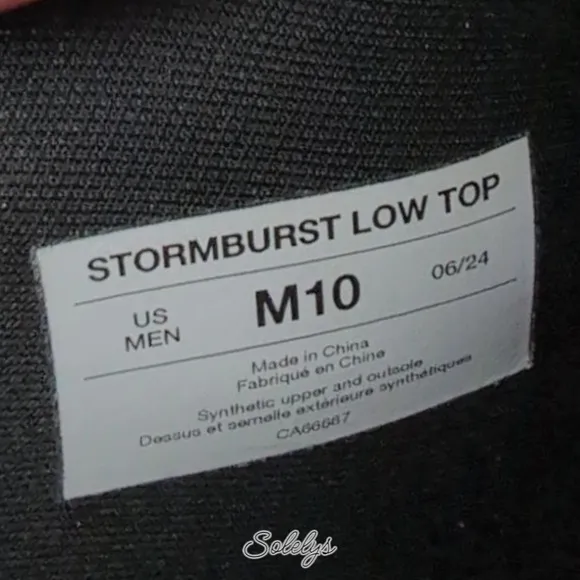 STORMBURST LOW TOP
US MEN M10 06/24
Made in China
Fabriqué en Chine
Synthetic upper and outsole
Dessus et semelle extérieure synthétiques
CA66667
Solelys